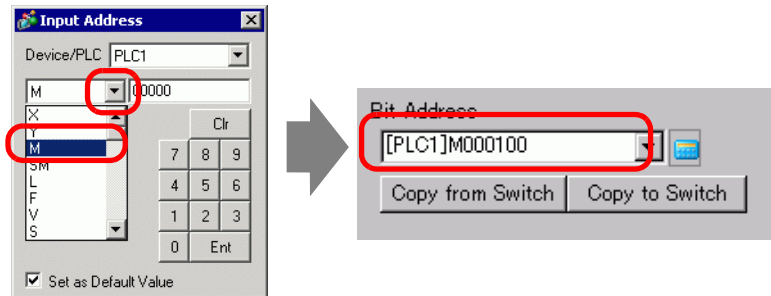 Input Address
Device/PLC PLC1
M 00000
X
Y
M
SM
L
F
V
S
Clr
7 8 9
4 5 6
1 2 3
0 Ent
Set as Default Value
Bit Address
[PLC1]M000100
Copy from Switch Copy to Switch